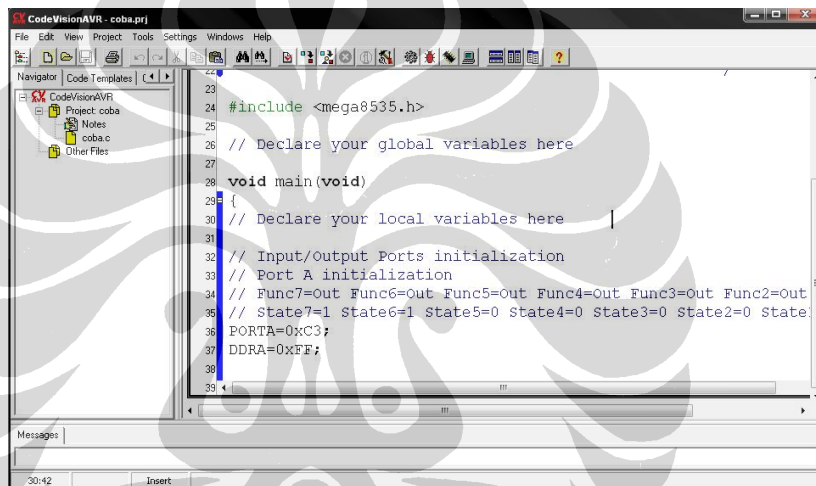 CodeVisionAVR - coba.prj
File Edit View Project Tools Settings Windows Help
Navigator Code Templates
CodeVisionAVR
Project: coba
Notes
coba.c
Other Files
22 /
23
24 #include <mega8535.h>
25
26 // Declare your global variables here
27
28 void main(void)
29 {
30 // Declare your local variables here
31
32 // Input/Output Ports initialization
33 // Port A initialization
34 // Func7=Out Func6=Out Func5=Out Func4=Out Func3=Out Func2=Out
35 // State7=1 State6=1 State5=0 State4=0 State3=0 State2=0 State
36 PORTA=0xC3;
37 DDRA=0xFF;
38
39
Messages
30:42 Insert